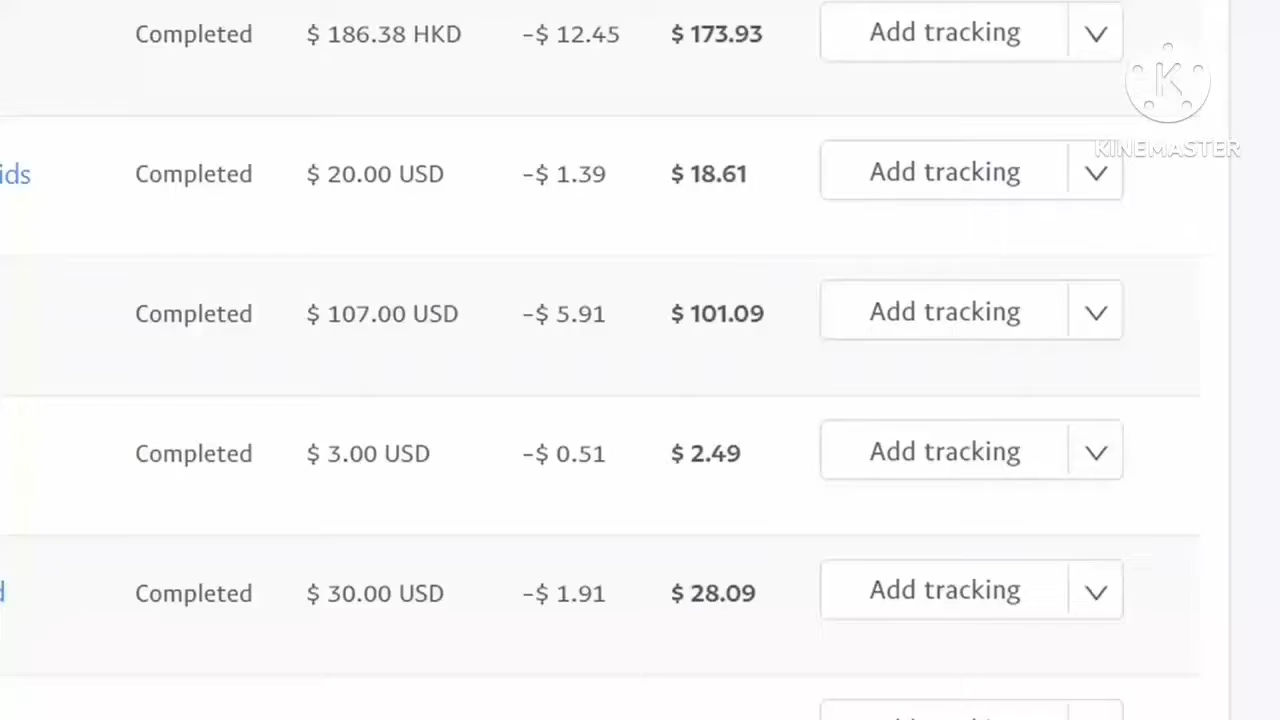 Completed $ 186.38 HKD -$ 12.45 $ 173.93 Add tracking
K
KINEMASTER
Completed $ 20.00 USD -$ 1.39 $ 18.61 Add tracking
Completed $ 107.00 USD -$ 5.91 $ 101.09 Add tracking
Completed $ 3.00 USD -$ 0.51 $ 2.49 Add tracking
Completed $ 30.00 USD -$ 1.91 $ 28.09 Add tracking